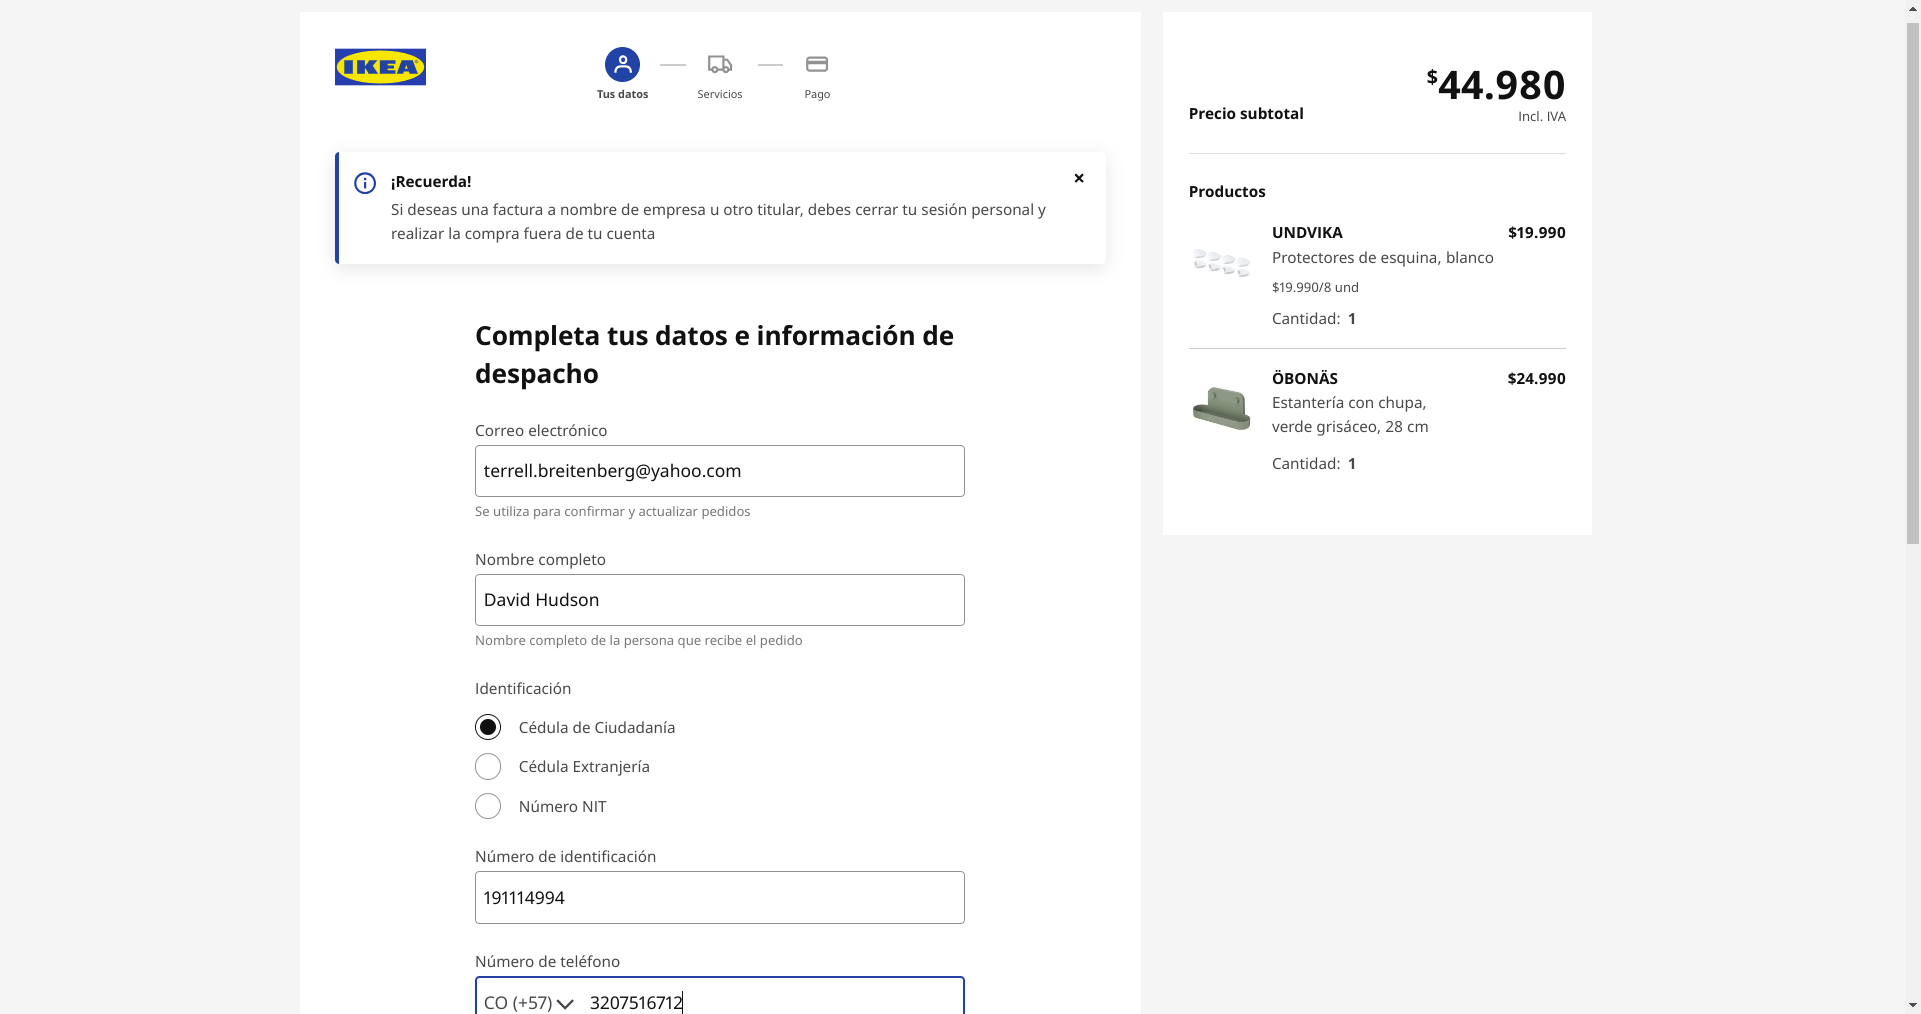 IKEA
Tus datos
Servicios
Pago
¡Recuerda!
Si deseas una factura a nombre de empresa u otro titular, debes cerrar tu sesión personal y
realizar la compra fuera de tu cuenta
Completa tus datos e información de
despacho
Correo electrónico
terrell.breitenberg@yahoo.com
Se utiliza para confirmar y actualizar pedidos
Nombre completo
David Hudson
Nombre completo de la persona que recibe el pedido
Identificación
Cédula de Ciudadanía
Cédula Extranjería
Número NIT
Número de identificación
191114994
Número de teléfono
CO (+57) 3207516712
$44.980
Precio subtotal
Incl. IVA
Productos
UNDVIKA $19.990
Protectores de esquina, blanco
$19.990/8 und
Cantidad: 1
ÖBONÄS $24.990
Estantería con chupa,
verde grisáceo, 28 cm
Cantidad: 1